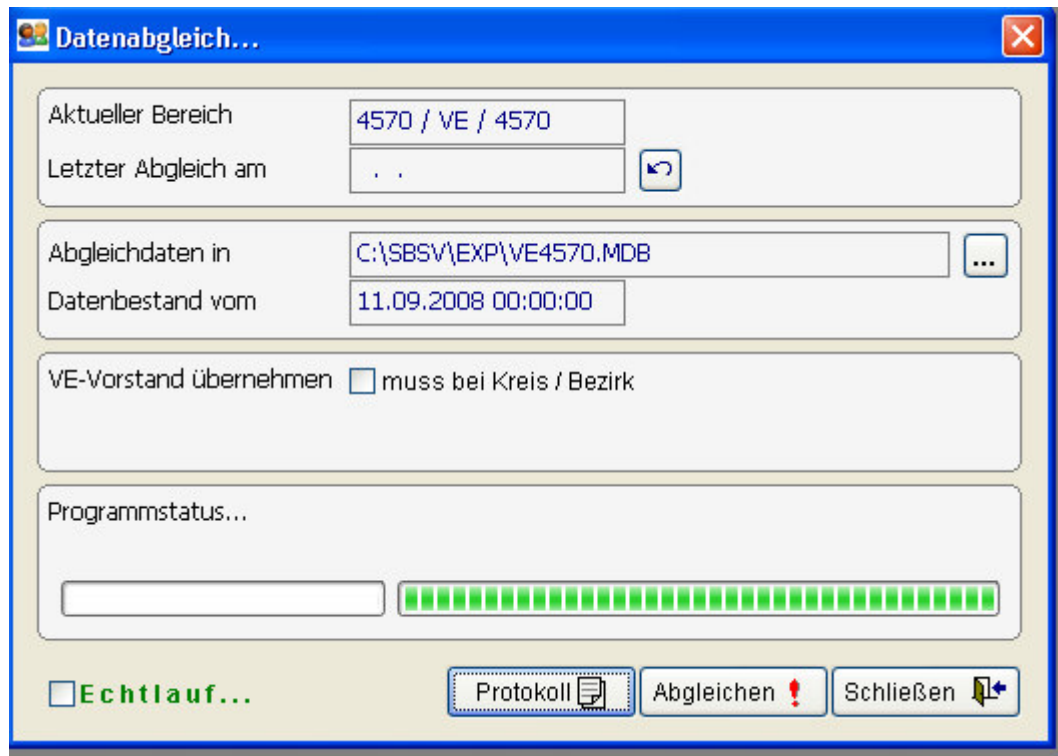 Datenabgleich...
Aktueller Bereich 4570 / VE / 4570
Letzter Abgleich am . .
Abgleichdaten in C:\SBSV\EXP\VE4570.MDB ...
Datenbestand vom 11.09.2008 00:00:00
VE-Vorstand übernehmen muss bei Kreis / Bezirk
Programmstatus...
Echtlauf... Protokoll Abgleichen Schließen